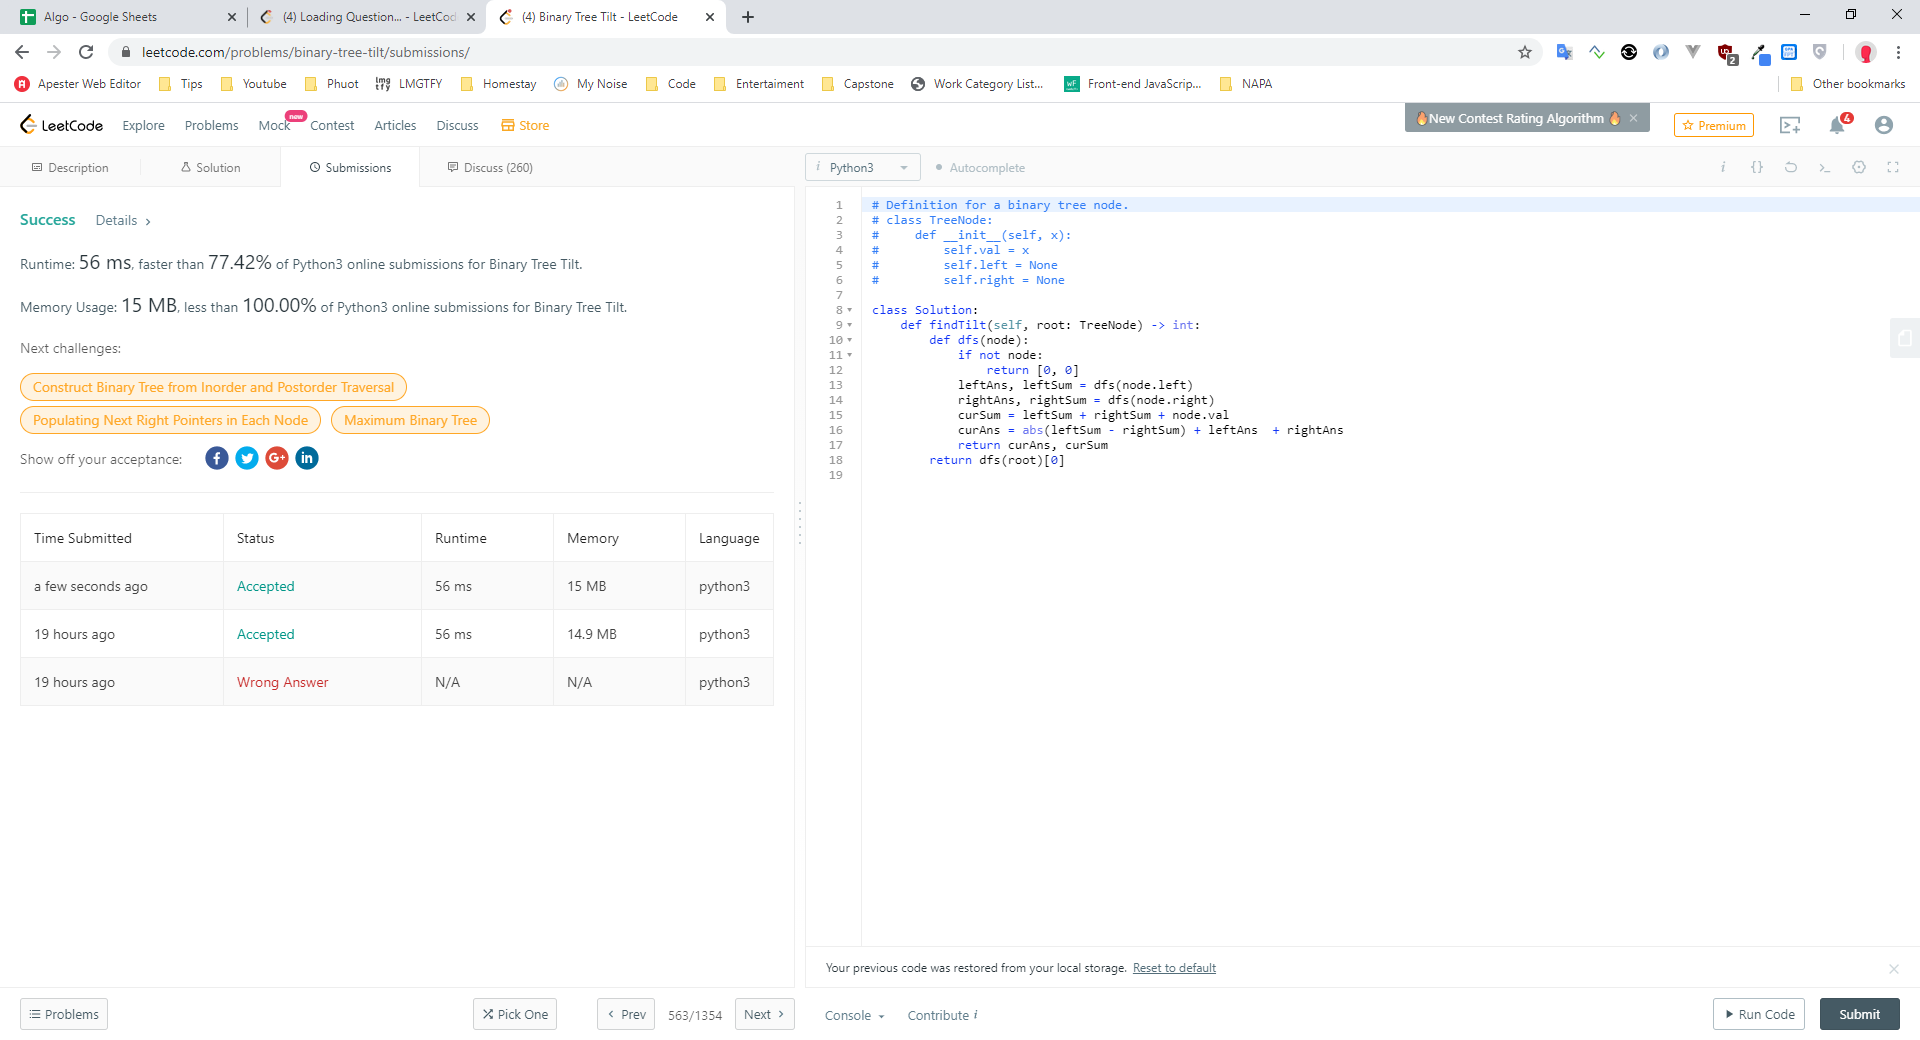 Algo - Google Sheets
(4) Loading Question... - LeetCod
(4) Binary Tree Tilt - LeetCode
leetcode.com/problems/binary-tree-tilt/submissions/
2
Apester Web Editor
Tips
Youtube
Phuot
LMGTFY
Homestay
My Noise
Code
Entertaiment
Capstone
Work Category List...
Front-end JavaScrip...
NAPA
Other bookmarks
LeetCode
Explore
Problems
Mock
new
Contest
Articles
Discuss
Store
🔥New Contest Rating Algorithm 🔥
Premium
4
Description
Solution
Submissions
Discuss (260)
i Python3
Autocomplete
i
{}
Success
Details
Runtime: 56 ms, faster than 77.42% of Python3 online submissions for Binary Tree Tilt.
Memory Usage: 15 MB, less than 100.00% of Python3 online submissions for Binary Tree Tilt.
Next challenges:
Construct Binary Tree from Inorder and Postorder Traversal
Populating Next Right Pointers in Each Node
Maximum Binary Tree
Show off your acceptance:
f
G+
in
Time Submitted Status Runtime Memory Language
a few seconds ago Accepted 56 ms 15 MB python3
19 hours ago Accepted 56 ms 14.9 MB python3
19 hours ago Wrong Answer N/A N/A python3
1 # Definition for a binary tree node.
2 # class TreeNode:
3 #     def __init__(self, x):
4 #         self.val = x
5 #         self.left = None
6 #         self.right = None
7
8 class Solution:
9     def findTilt(self, root: TreeNode) -> int:
10         def dfs(node):
11             if not node:
12                 return [0, 0]
13             leftAns, leftSum = dfs(node.left)
14             rightAns, rightSum = dfs(node.right)
15             curSum = leftSum + rightSum + node.val
16             curAns = abs(leftSum - rightSum) + leftAns  + rightAns
17             return curAns, curSum
18         return dfs(root)[0]
19
Your previous code was restored from your local storage. Reset to default
Problems
Pick One
Prev
563/1354
Next
Console
Contribute i
Run Code
Submit